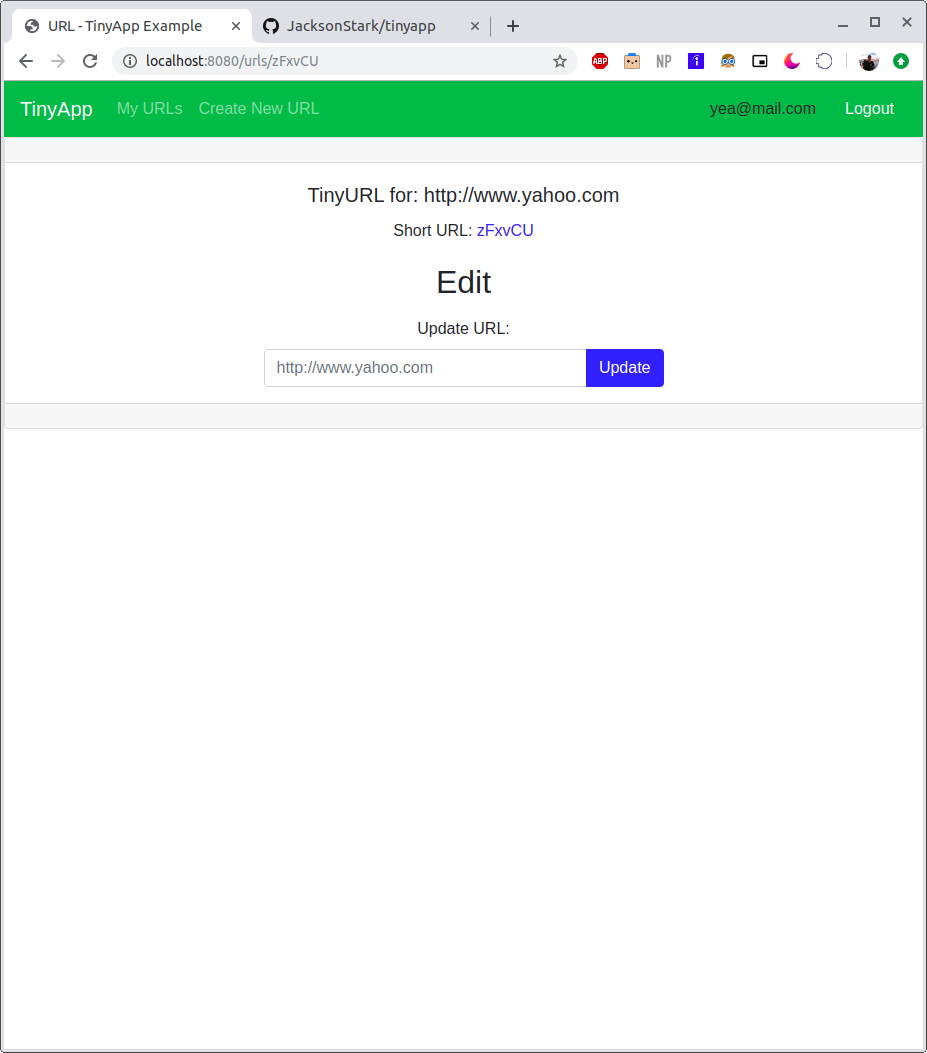 URL - TinyApp Example
JacksonStark/tinyapp
localhost:8080/urls/zFxvCU
ABP
NP
TinyApp My URLs Create New URL yea@mail.com Logout
TinyURL for: http://www.yahoo.com
Short URL: zFxvCU
Edit
Update URL:
http://www.yahoo.com Update